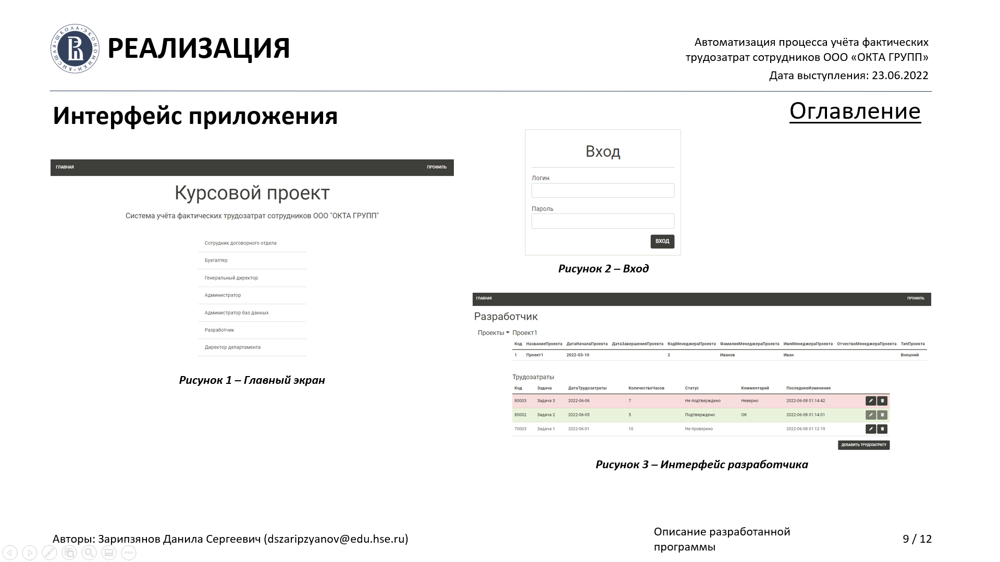 ВЫСШАЯ ШКОЛА ЭКОНОМИКИ
РЕАЛИЗАЦИЯ
Автоматизация процесса учёта фактических
трудозатрат сотрудников ООО «ОКТА ГРУПП»
Дата выступления: 23.06.2022
Интерфейс приложения
Оглавление
ГЛАВНАЯ ПРОФИЛЬ
Курсовой проект
Система учёта фактических трудозатрат сотрудников ООО "ОКТА ГРУПП"
Сотрудник договорного отдела
Бухгалтер
Генеральный директор
Администратор
Администратор баз данных
Разработчик
Директор департамента
Рисунок 1 – Главный экран
Вход
Логин
Пароль
ВХОД
Рисунок 2 – Вход
ГЛАВНАЯ ПРОФИЛЬ
Разработчик
Проекты Проект1
Код НазваниеПроекта ДатаНачалаПроекта ДатаЗавершенияПроекта КодМенеджераПроекта ФамилияМенеджераПроекта ИмяМенеджераПроекта ОтчествоМенеджераПроекта ТипПроекта
1 Проект1 2022-03-10 2 Иванов Иван Внешний
Трудозатраты
Код Задача ДатаТрудозатраты КоличествоЧасов Статус Комментарий ПоследнееИзменение
80003 Задача 3 2022-06-06 7 Не подтверждено Неверно 2022-06-08 01:14:42
80002 Задача 2 2022-06-05 5 Подтверждено ОК 2022-06-08 01:14:01
70003 Задача 1 2022-06-01 10 Не проверено 2022-06-08 01:12:19
ДОБАВИТЬ ТРУДОЗАТРАТУ
Рисунок 3 – Интерфейс разработчика
Авторы: Зарипзянов Данила Сергеевич (dszaripzyanov@edu.hse.ru)
Описание разработанной
программы
9 / 12